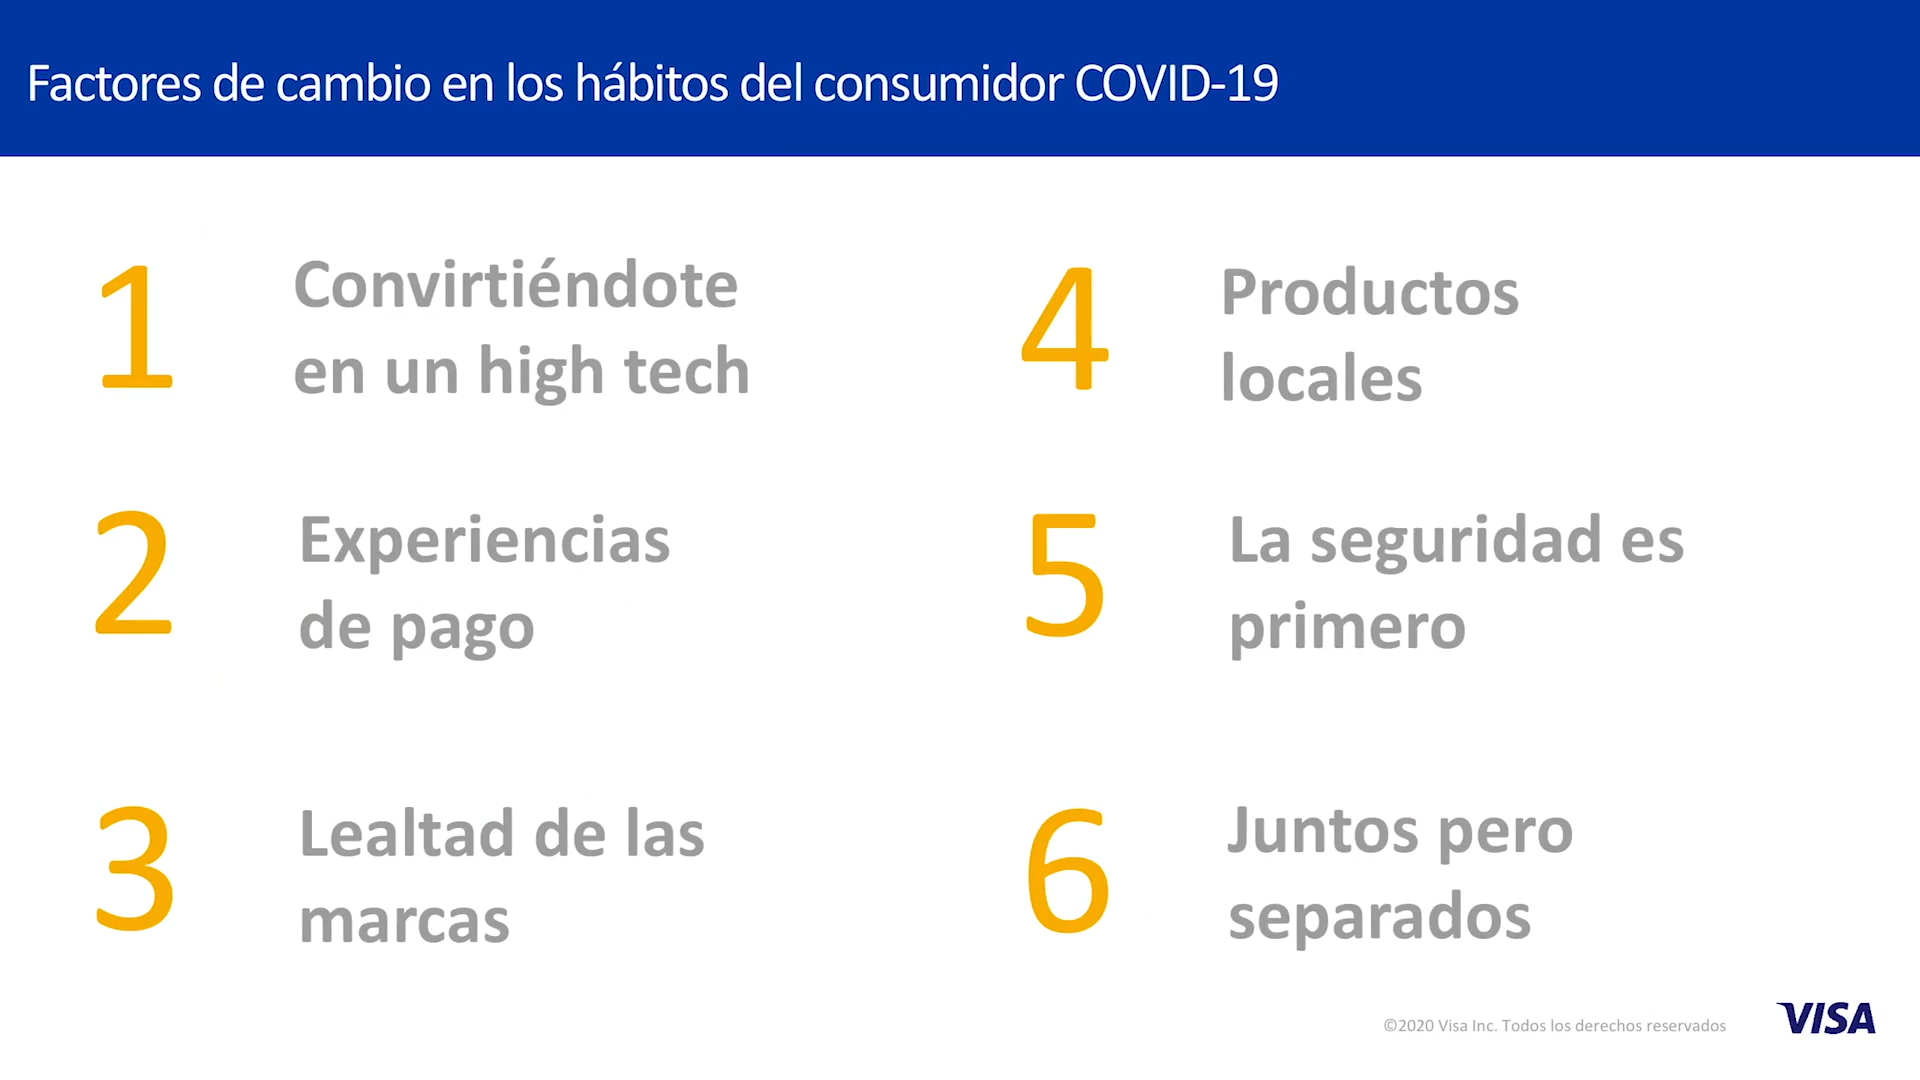 Factores de cambio en los hábitos del consumidor COVID-19
1
Convirtiéndote
en un high tech
2
Experiencias
de pago
3
Lealtad de las
marcas
4
Productos
locales
5
La seguridad es
primero
6
Juntos pero
separados
©2020 Visa Inc. Todos los derechos reservados
VISA